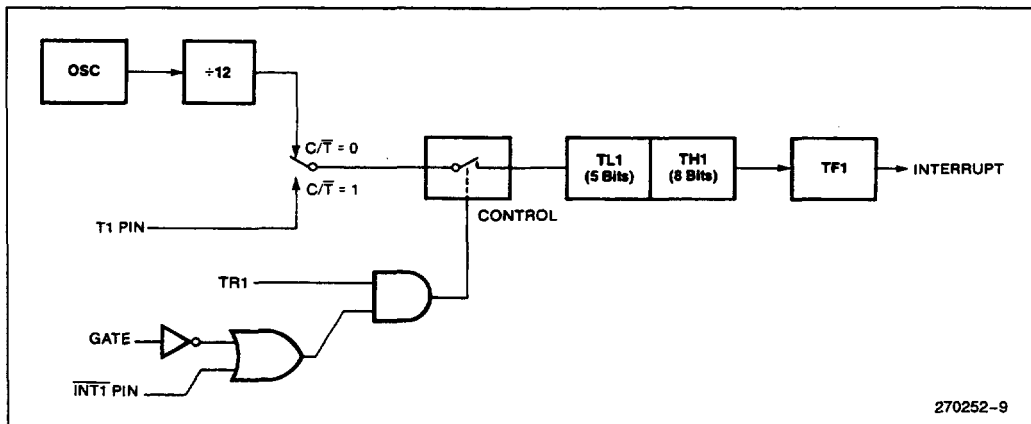 OSC
÷12
C/T̅ = 0
C/T̅ = 1
T1 PIN
CONTROL
TL1
(5 Bits)
TH1
(8 Bits)
TF1
INTERRUPT
TR1
GATE
I̅N̅T̅1̅ PIN
270252-9